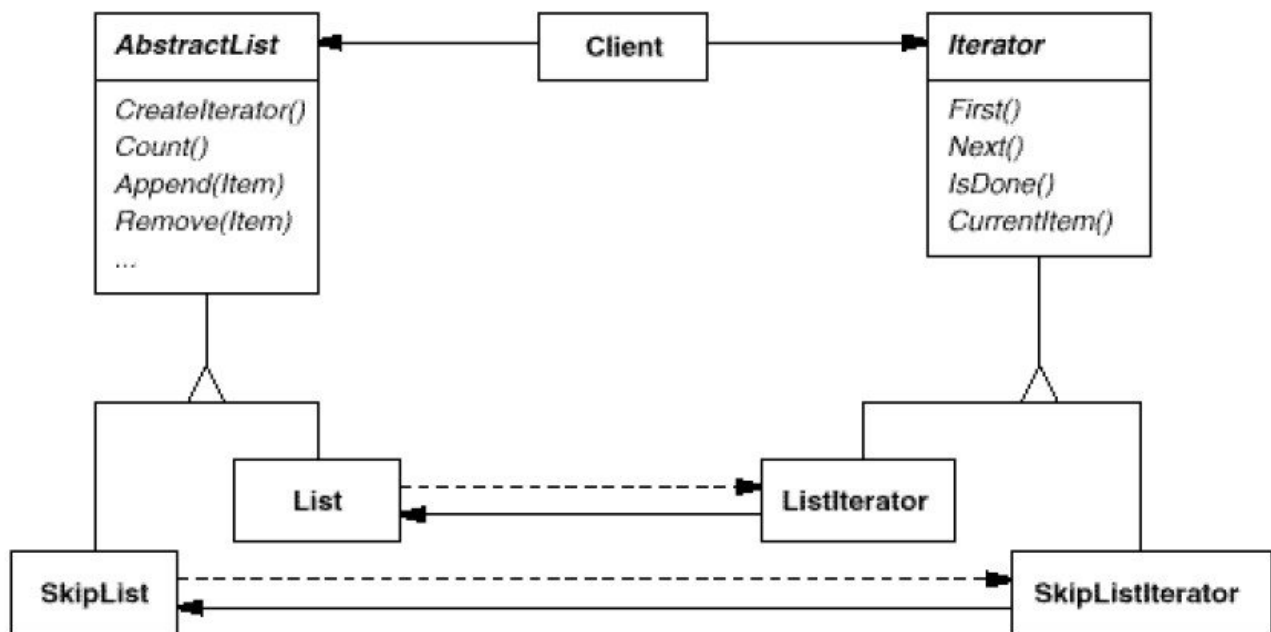 AbstractList
CreateIterator()
Count()
Append(Item)
Remove(Item)
...
Client
Iterator
First()
Next()
IsDone()
CurrentItem()
List
ListIterator
SkipList
SkipListIterator